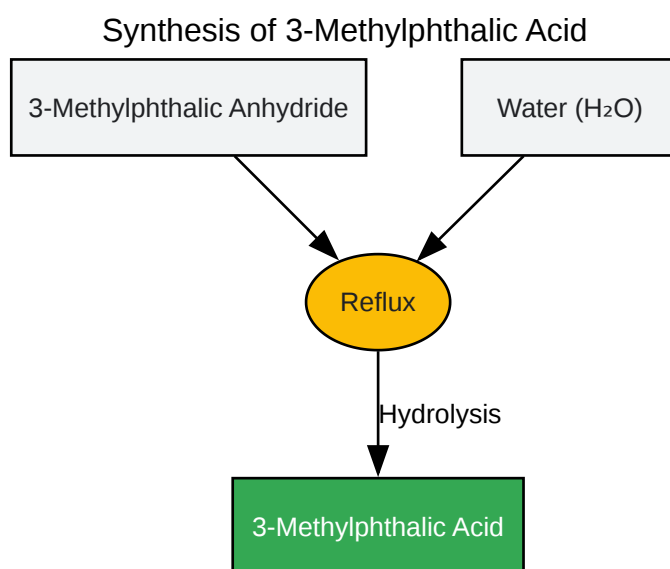 Synthesis of 3-Methylphthalic Acid
3-Methylphthalic Anhydride
Water (H₂O)
Reflux
Hydrolysis
3-Methylphthalic Acid